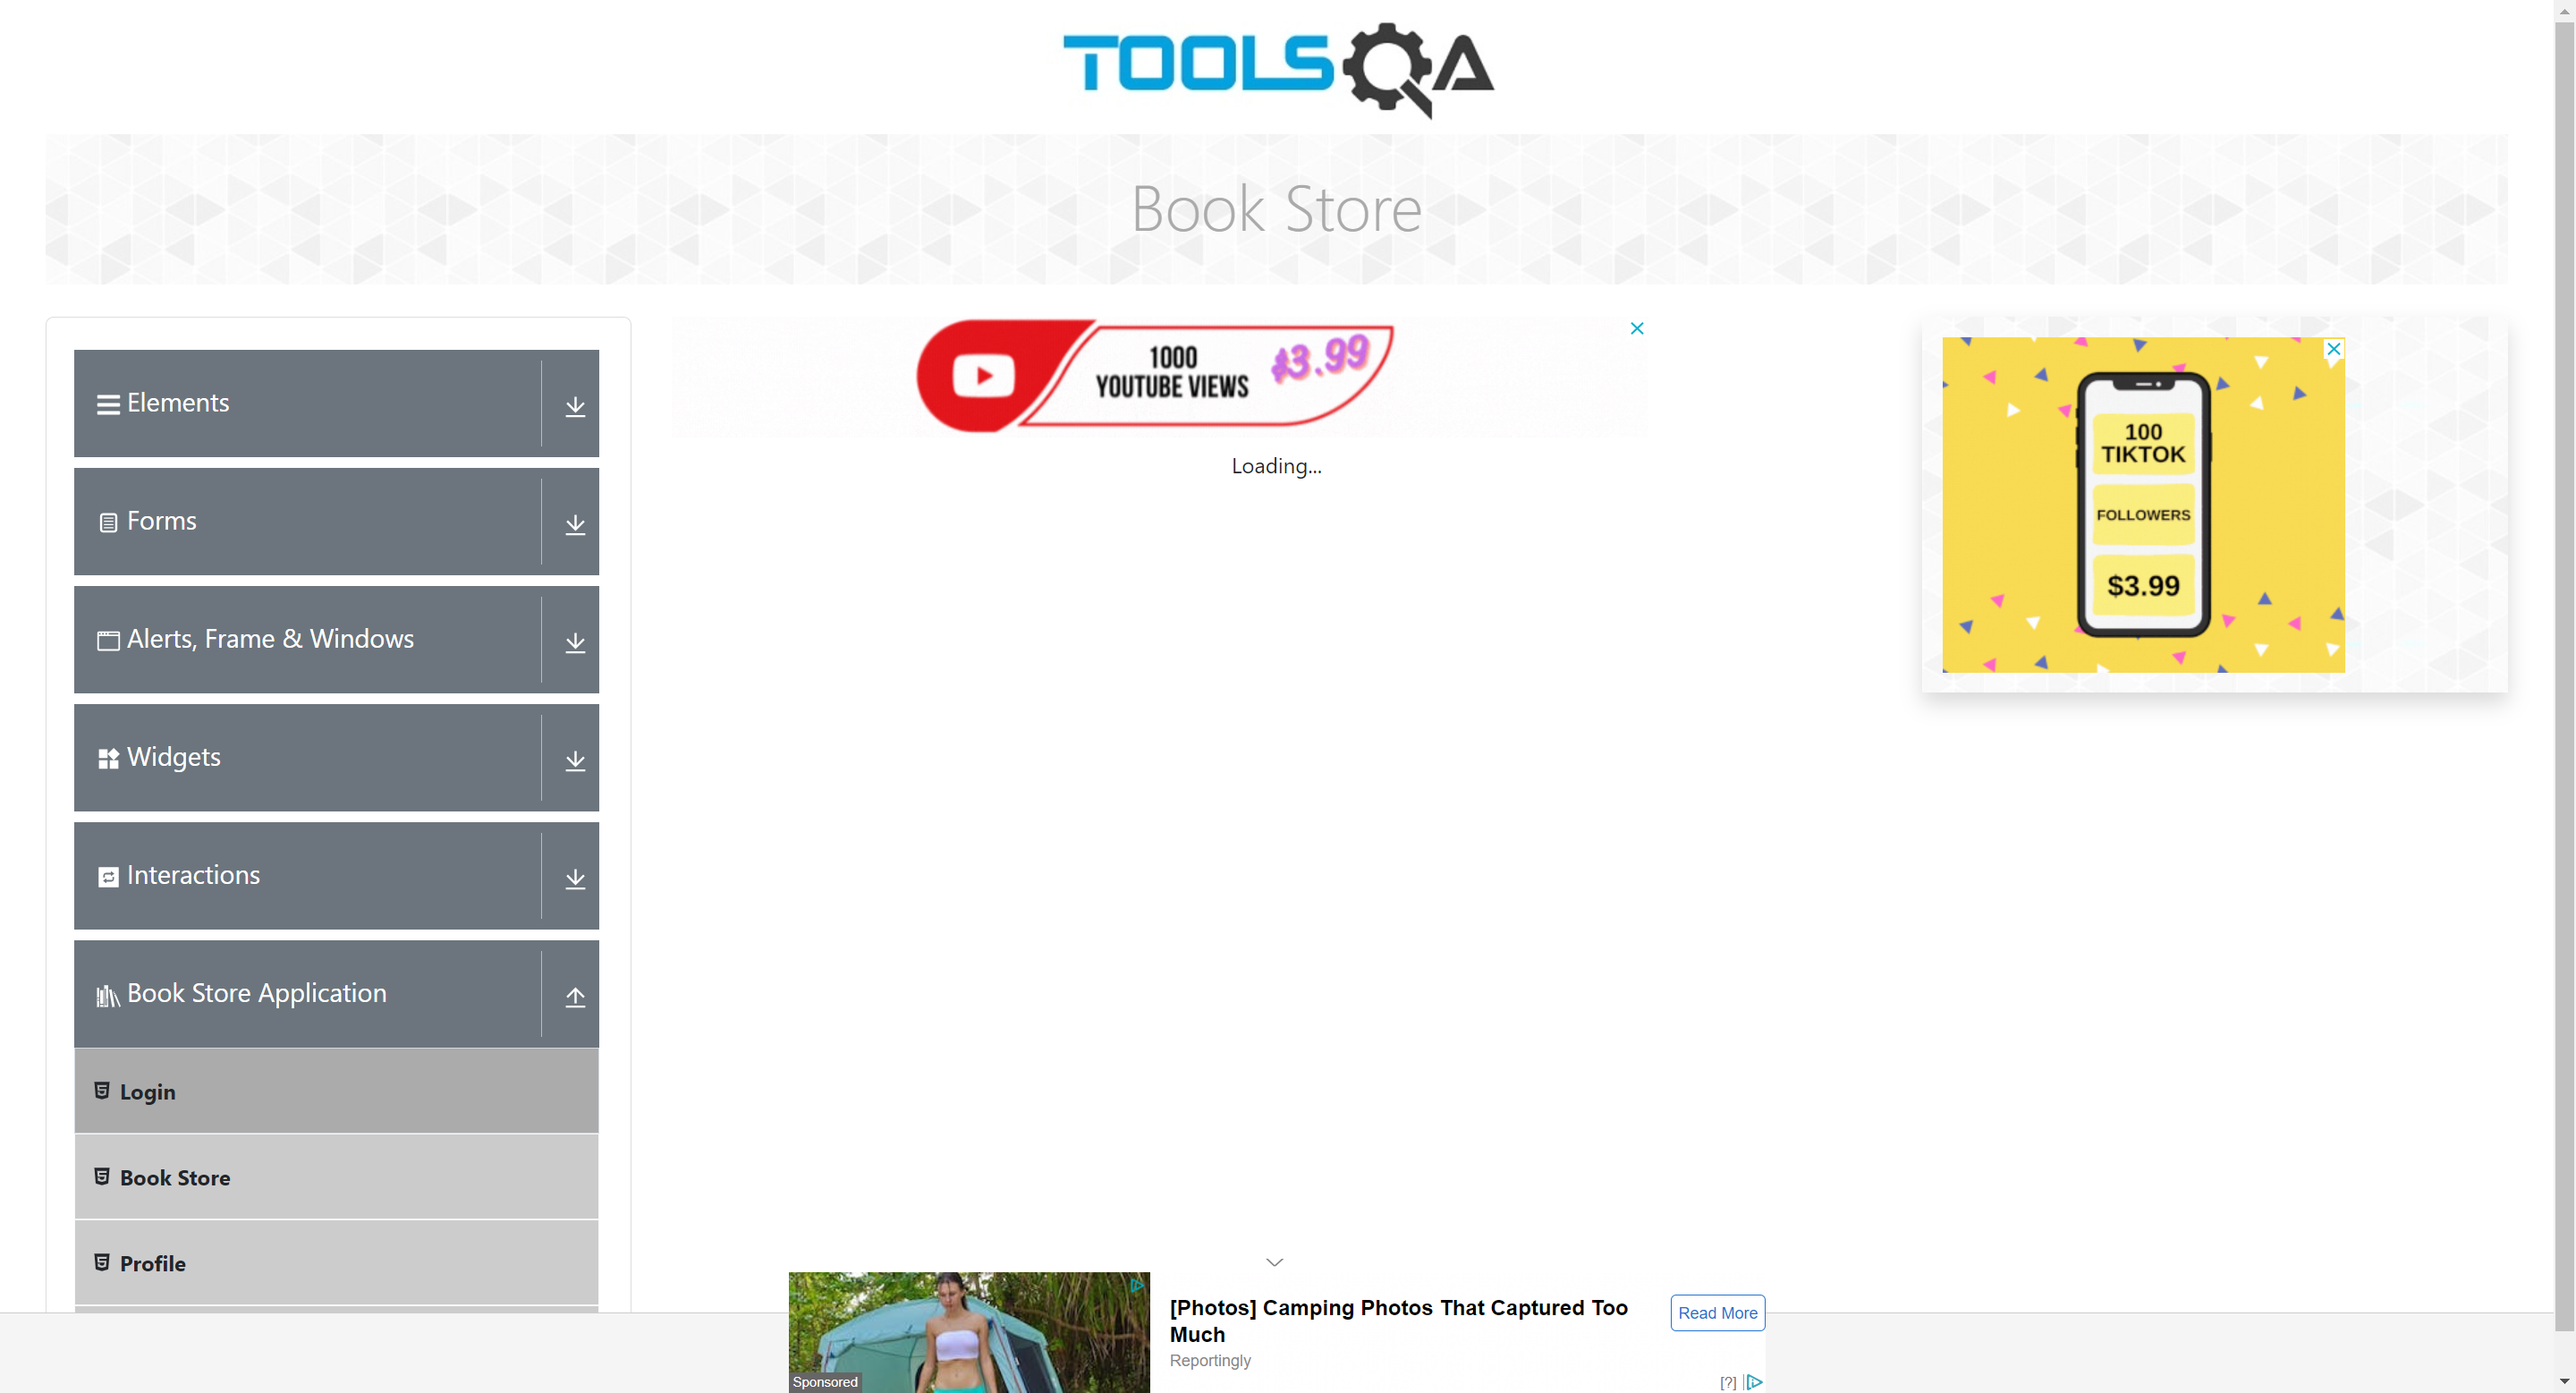 TOOLSQA
Book Store
Elements
Forms
Alerts, Frame & Windows
Widgets
Interactions
Book Store Application
Login
Book Store
Profile
1000
YOUTUBE VIEWS
$3.99
Loading...
100
TIKTOK
FOLLOWERS
$3.99
Sponsored
[Photos] Camping Photos That Captured Too
Much
Reportingly
Read More
[?]